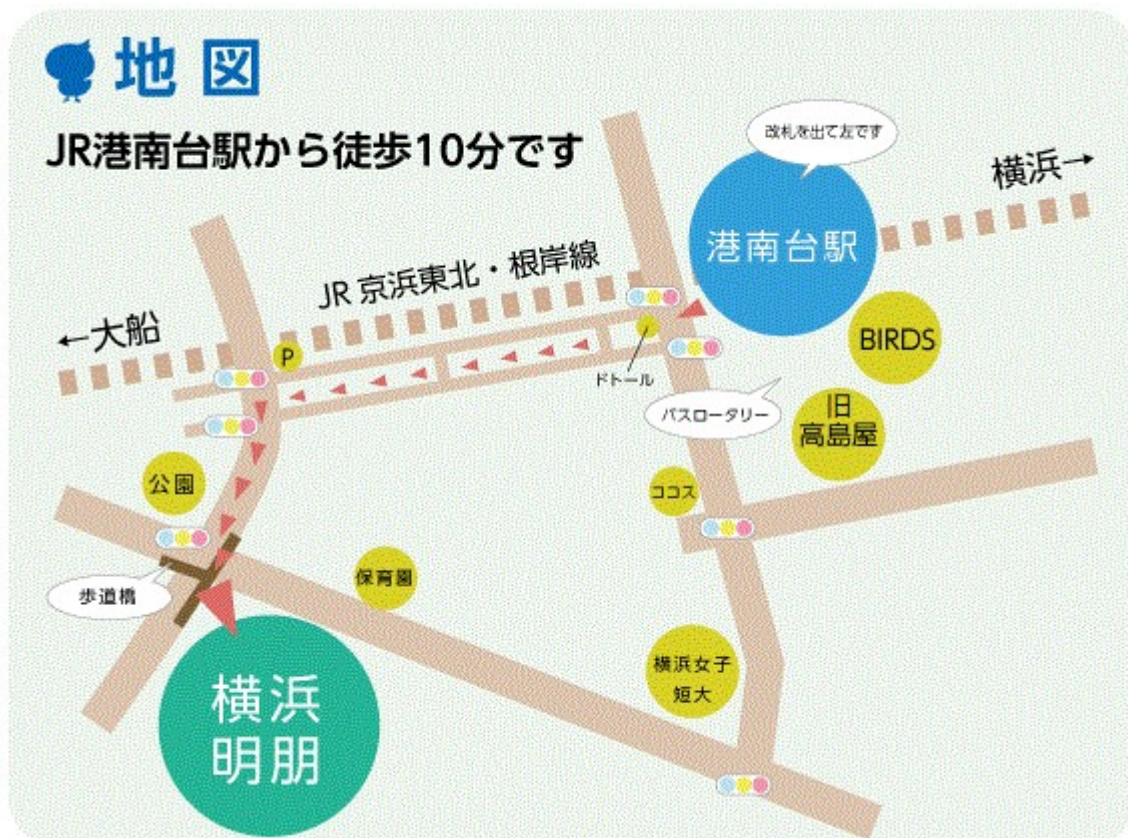 地図
JR港南台駅から徒歩10分です
改札を出て左です
横浜→
港南台駅
JR 京浜東北・根岸線
←大船
BIRDS
P
ドトール
バスロータリー
旧
高島屋
公園
ココス
歩道橋
保育園
横浜女子
短大
横浜
明朋